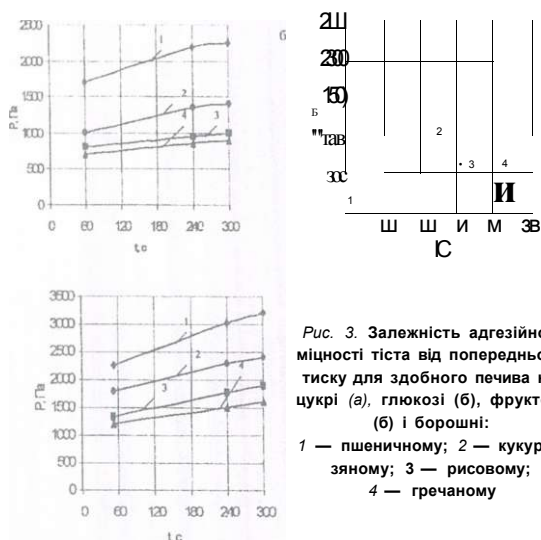 2500
2000
1500
1000
500
0
0 60 120 180 240 300
t,c
P, Па
1
2
4 3
б
Б
2
• 3 4
И
1
Ш Ш И М ЗВ
IC
3500
3000
2500
2000
1500
1000
500
0
0 60 120 180 240 300
t,c
P, Па
1
2
3
4
Рис. 3. Залежність адгезійно
міцності тіста від попередньо
тиску для здобного печива н
цукрі (а), глюкозі (б), фрукт
(б) і борошні:
1 — пшеничному; 2 — кукур
зяному; 3 — рисовому;
4 — гречаному